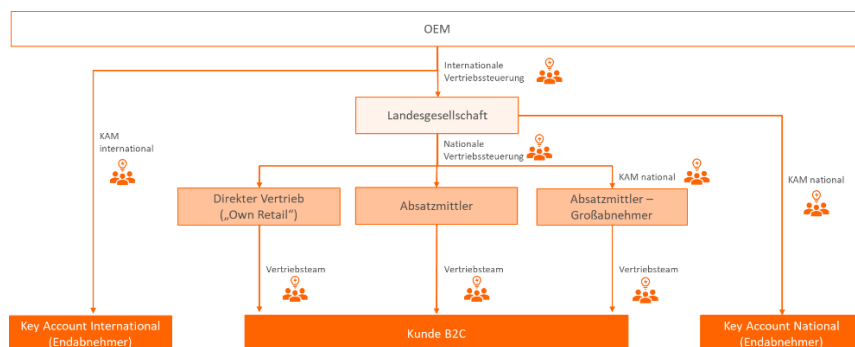 OEM
Internationale
Vertriebssteuerung
Landesgesellschaft
KAM
international
Nationale
Vertriebssteuerung
KAM national
KAM national
Direkter Vertrieb
(„Own Retail“)
Absatzmittler
Absatzmittler –
Großabnehmer
Vertriebsteam
Vertriebsteam
Vertriebsteam
Key Account International
(Endabnehmer)
Kunde B2C
Key Account National
(Endabnehmer)